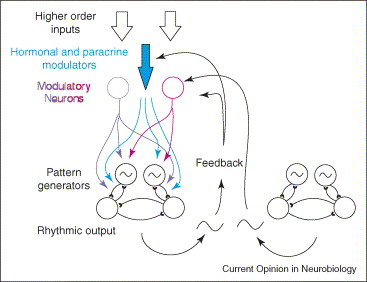 Higher order
inputs
Hormonal and paracrine
modulators
Modulatory
Neurons
Pattern
generators
Feedback
Rhythmic output
Current Opinion in Neurobiology